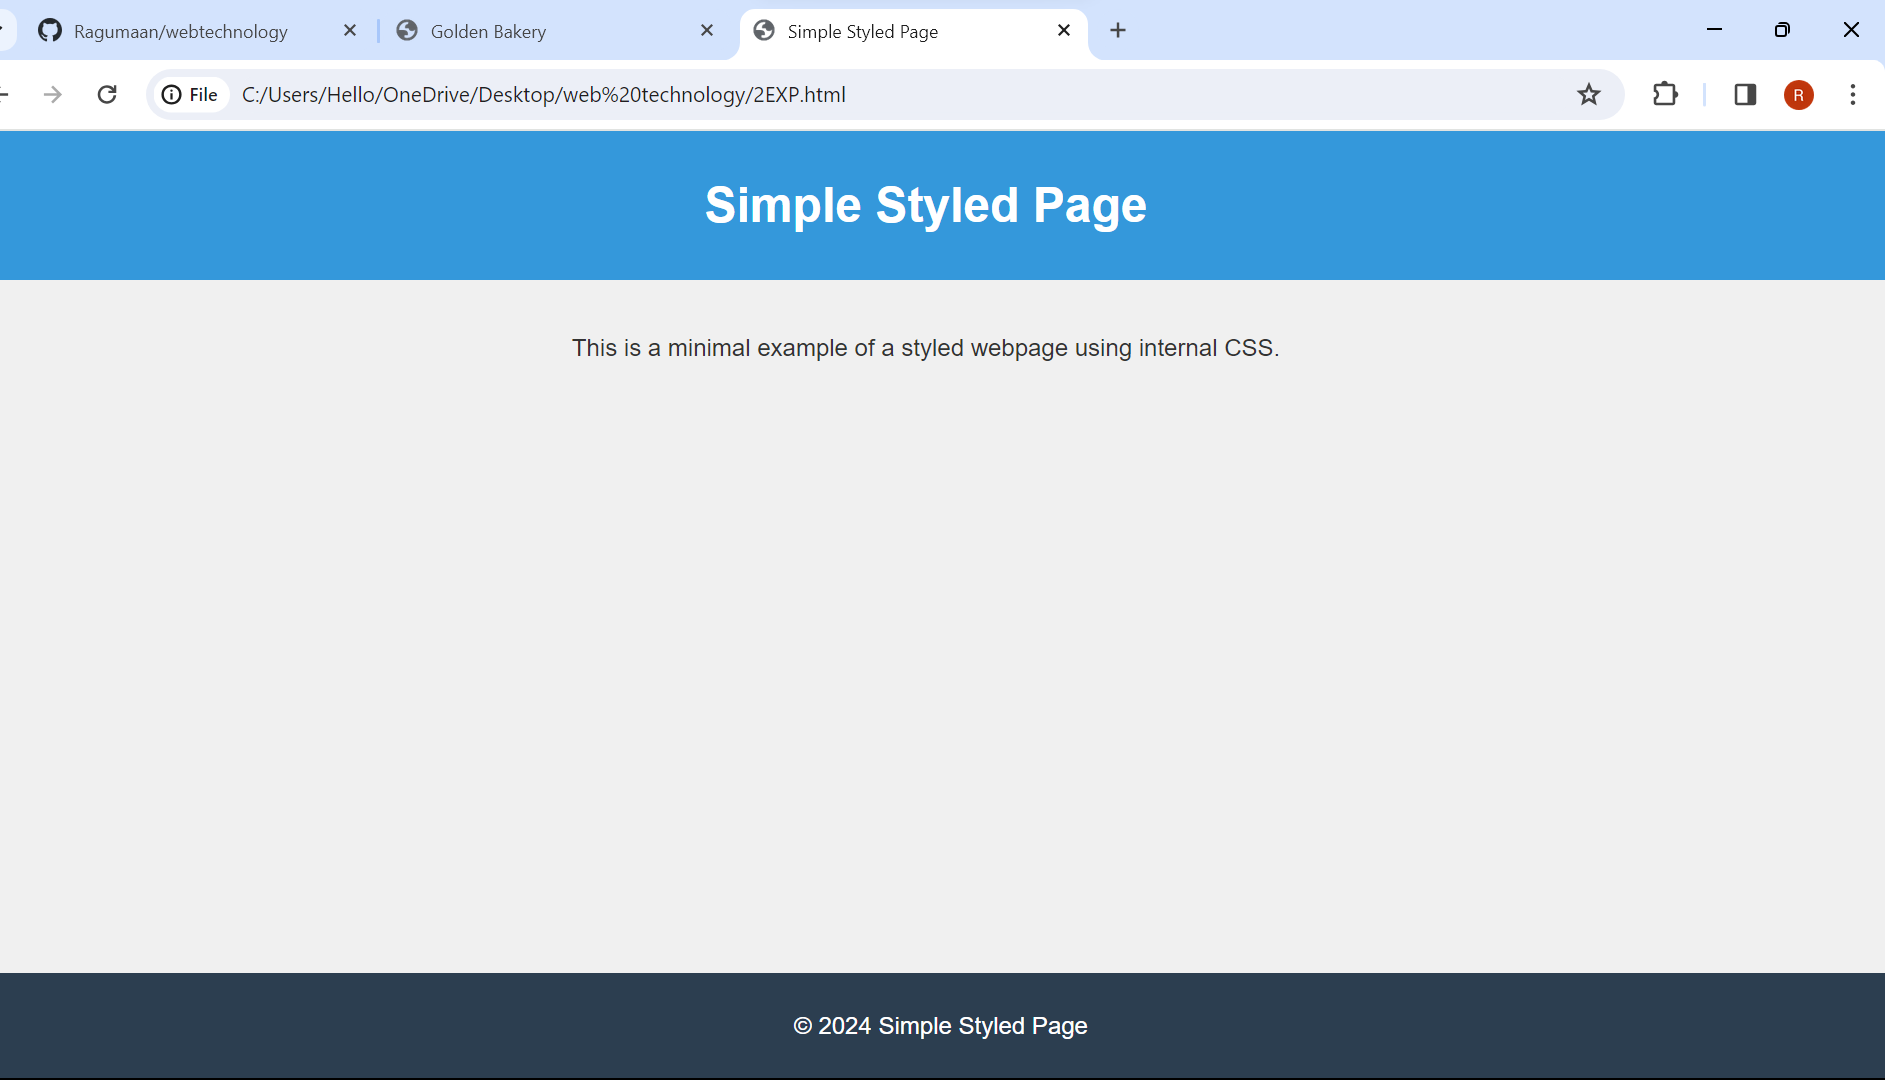 Ragumaan/webtechnology
Golden Bakery
Simple Styled Page
File
C:/Users/Hello/OneDrive/Desktop/web%20technology/2EXP.html
R
Simple Styled Page
This is a minimal example of a styled webpage using internal CSS.
© 2024 Simple Styled Page